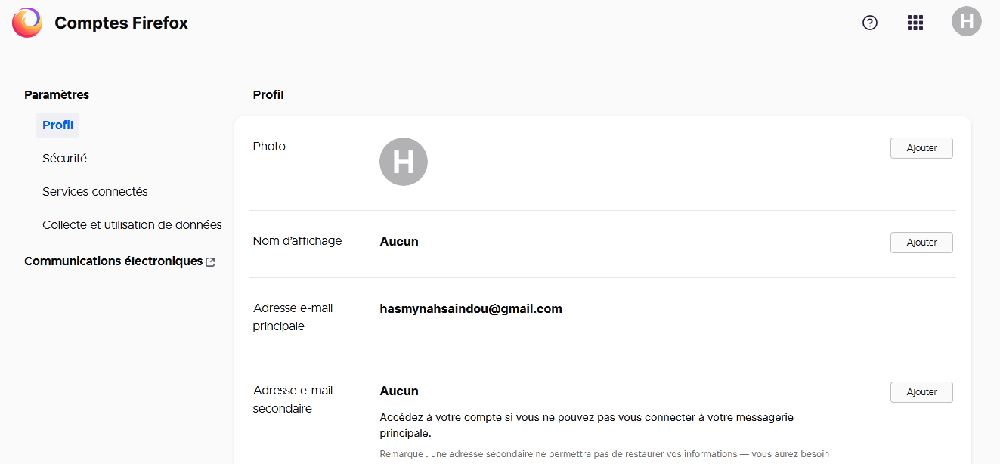 Comptes Firefox
H
Paramètres
Profil
Sécurité
Services connectés
Collecte et utilisation de données
Communications électroniques
Profil
Photo
H
Ajouter
Nom d'affichage
Aucun
Ajouter
Adresse e-mail
principale
hasmynahsaindou@gmail.com
Adresse e-mail
secondaire
Aucun
Ajouter
Accédez à votre compte si vous ne pouvez pas vous connecter à votre messagerie
principale.
Remarque : une adresse secondaire ne permettra pas de restaurer vos informations — vous aurez besoin